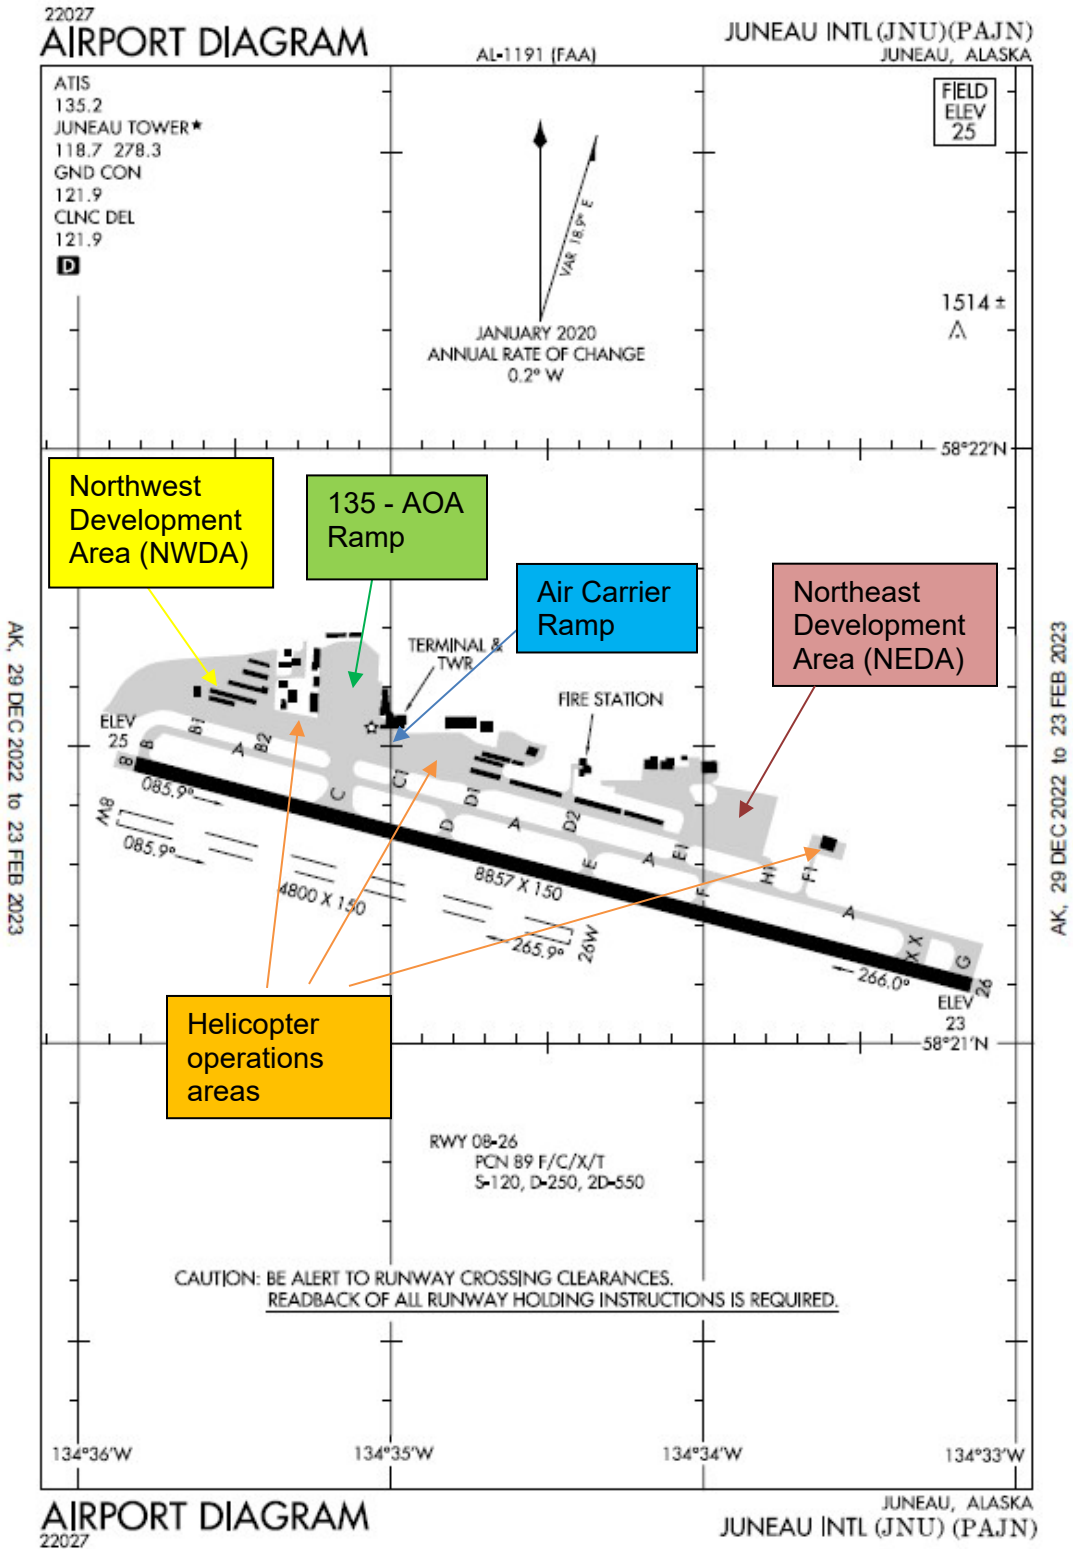 22027
AIRPORT DIAGRAM
AL-1191 (FAA)
JUNEAU INTL (JNU)(PAJN)
JUNEAU, ALASKA
ATIS
135.2
JUNEAU TOWER★
118.7 278.3
GND CON
121.9
CLNC DEL
121.9
D
FIELD
ELEV
25
VAR 18.9° E
JANUARY 2020
ANNUAL RATE OF CHANGE
0.2° W
1514 ±
58°22'N
Northwest
Development
Area (NWDA)
135 - AOA
Ramp
Air Carrier
Ramp
Northeast
Development
Area (NEDA)
TERMINAL &
TWR
FIRE STATION
ELEV
25
B
B1
A
B2
8
085.9°
C
C1
D1
D
A
D2
E
A
E1
F
H1
F1
A
X X
G
26
8W
085.9°
4800 X 150
8857 X 150
265.9°
26W
266.0°
ELEV
23
58°21'N
Helicopter
operations
areas
RWY 08-26
PCN 89 F/C/X/T
S-120, D-250, 2D-550
CAUTION: BE ALERT TO RUNWAY CROSSING CLEARANCES.
READBACK OF ALL RUNWAY HOLDING INSTRUCTIONS IS REQUIRED.
134°36'W
134°35'W
134°34'W
134°33'W
AK, 29 DEC 2022 to 23 FEB 2023
AK, 29 DEC 2022 to 23 FEB 2023
AIRPORT DIAGRAM
22027
JUNEAU, ALASKA
JUNEAU INTL (JNU) (PAJN)